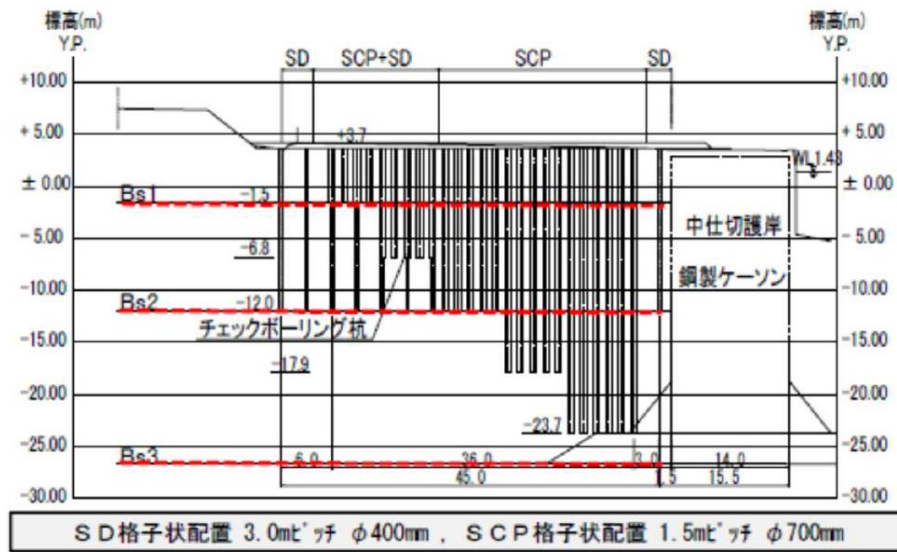 標高(m)
Y.P.
標高(m)
Y.P.
SD SCP+SD SCP SD
+10.00 +10.00
+5.00 +3.7 +5.00
WL1.43
±0.00 ±0.00
Bs1 -1.5
中仕切護岸
-5.00 -5.00
-6.8
鋼製ケーソン
-10.00 -10.00
Bs2 -12.0
チェックボーリング杭
-15.00 -15.00
-17.9
-20.00 -20.00
-23.7
-25.00 -25.00
Bs3 6.0 36.0 3.0 14.0
45.0 1.5 15.5
-30.00 -30.00
SD格子状配置 3.0mピッチ φ400mm , SCP格子状配置 1.5mピッチ φ700mm